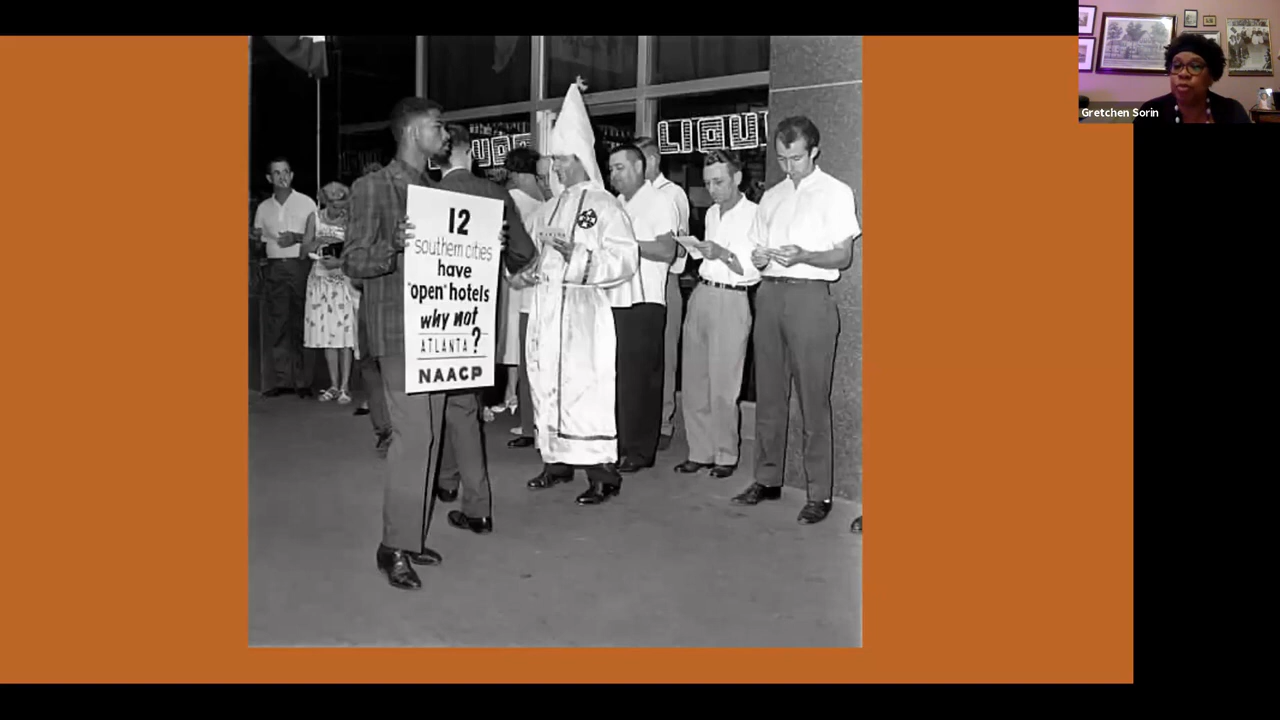 Gretchen Sorin
LIQU
12
southern cities
have
"open" hotels
why not
ATLANTA?
NAACP